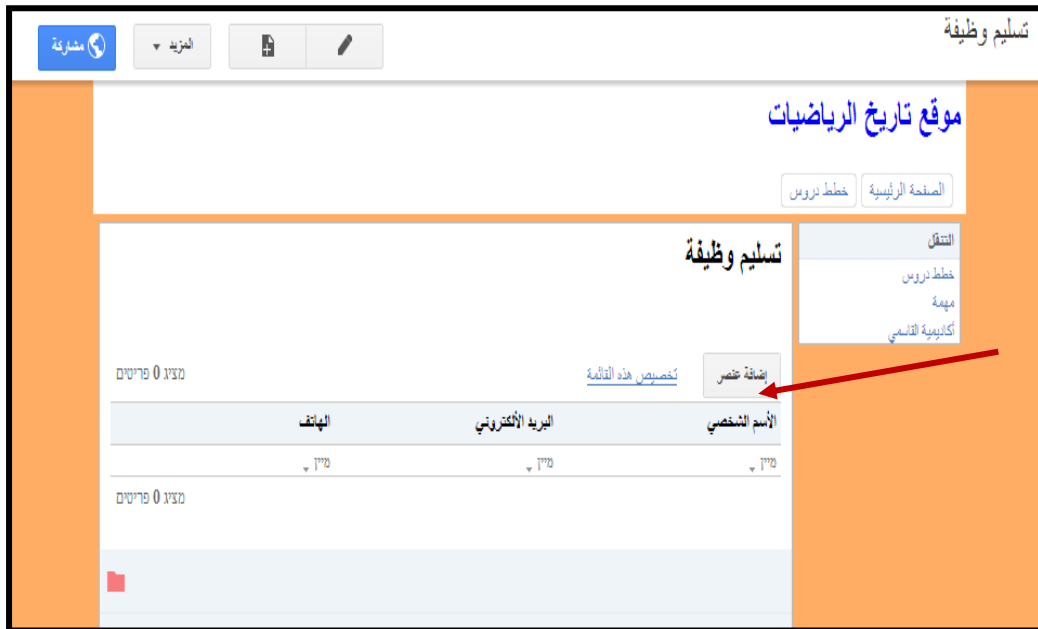 تسليم وظيفة
المزيد
مشاركة
موقع تاريخ الرياضيات
الصفحة الرئيسية
خطط دروس
التنقل
خطط دروس
مهمة
أكاديمية القاسمي
تسليم وظيفة
إضافة عنصر
تخصيص هذه القائمة
מציג 0 פריטים
الأسم الشخصي
البريد الألكتروني
الهاتف
מיין
מיין
מיין
מציג 0 פריטים